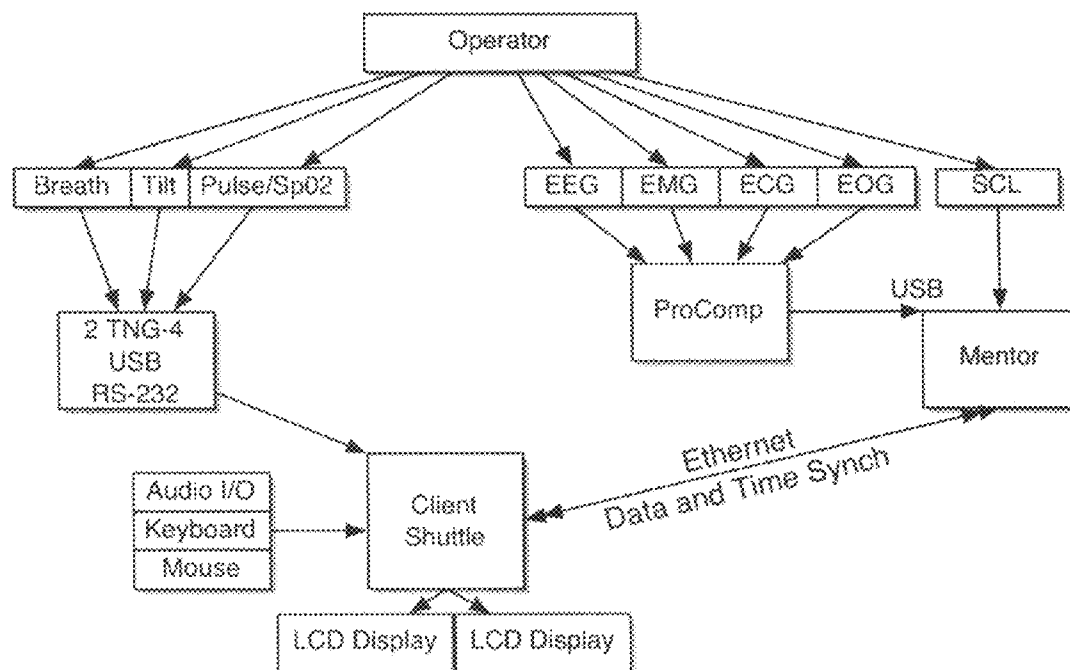 Operator
Breath
Tilt
Pulse/Sp02
EEG
EMG
ECG
EOG
SCL
2 TNG-4
USB
RS-232
ProComp
USB
Mentor
Audio I/O
Keyboard
Mouse
Client
Shuttle
Ethernet
Data and Time Synch
LCD Display
LCD Display